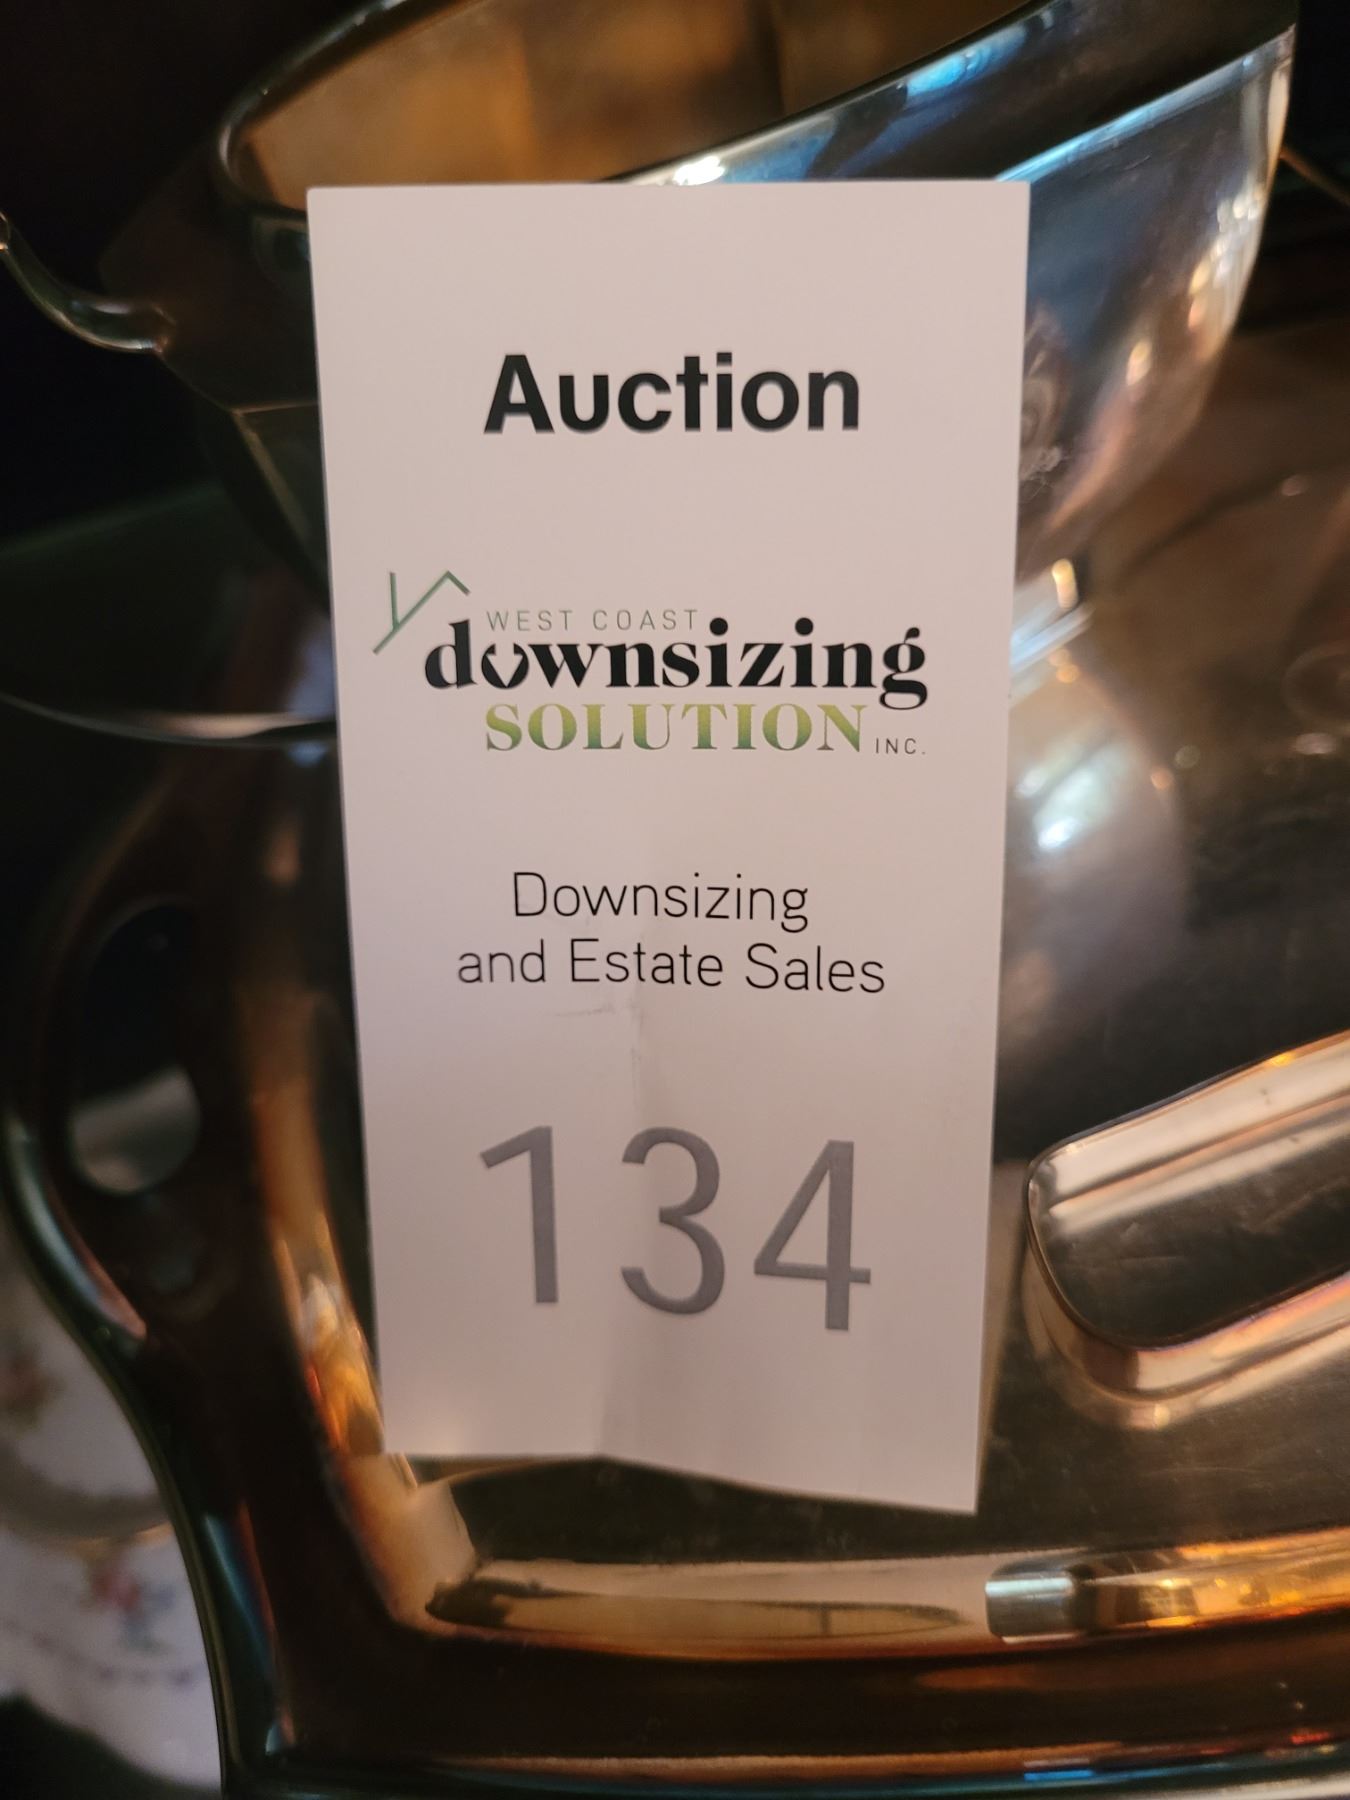 Auction
WEST COAST
downsizing
SOLUTION INC.
Downsizing
and Estate Sales
134